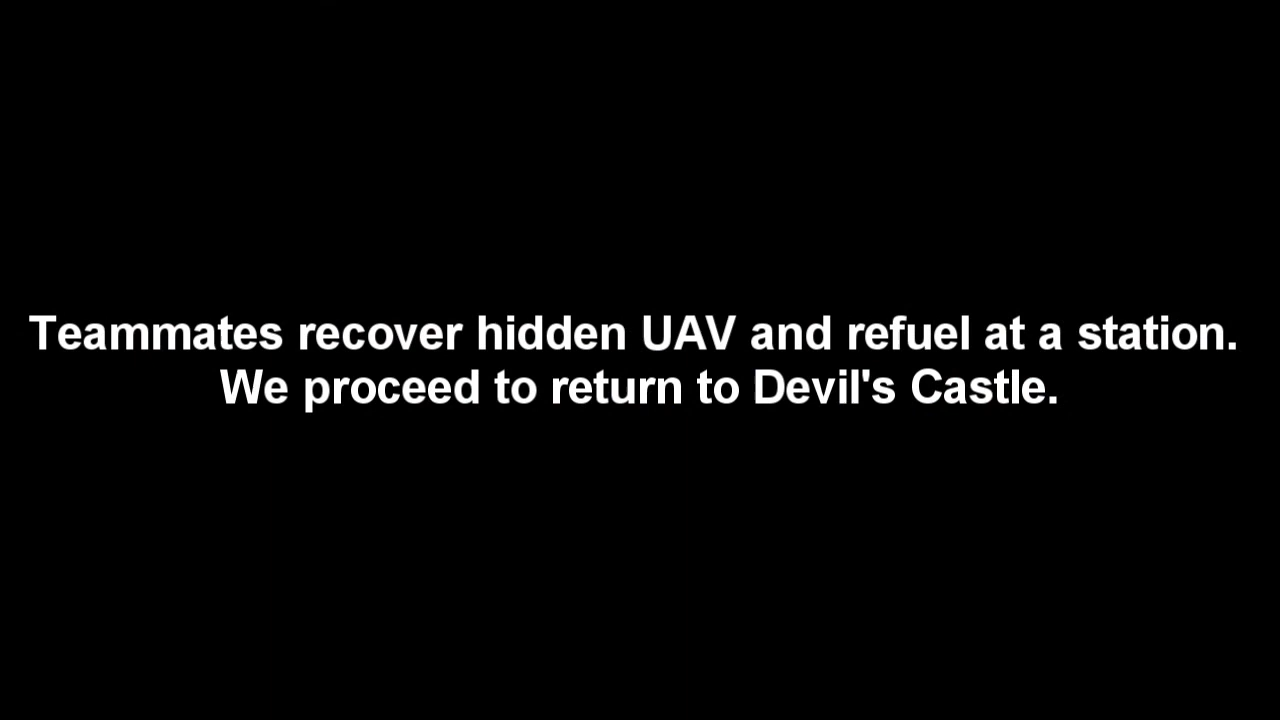 Teammates recover hidden UAV and refuel at a station.
We proceed to return to Devil's Castle.